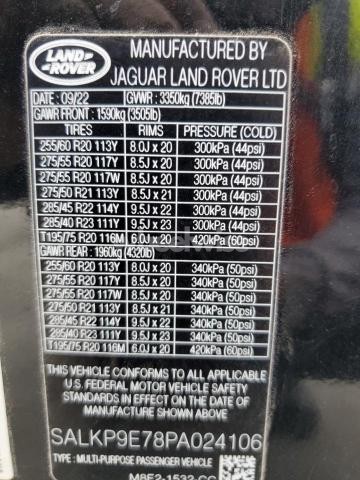 LAND ROVER
MANUFACTURED BY
JAGUAR LAND ROVER LTD
DATE : 09/22 GVWR : 3350kg (7385lb)
GAWR FRONT : 1590kg (3505lb)
TIRES RIMS PRESSURE (COLD)
255/60 R20 113Y 8.0J x 20 300kPa (44psi)
275/55 R20 117Y 8.5J x 20 300kPa (44psi)
275/55 R20 117W 8.5J x 20 300kPa (44psi)
275/50 R21 113Y 8.5J x 21 300kPa (44psi)
285/45 R22 114Y 9.5J x 22 300kPa (44psi)
285/40 R23 111Y 9.5J x 23 300kPa (44psi)
T195/75 R20 116M 6.0J x 20 420kPa (60psi)
GAWR REAR : 1960kg (4320lb)
255/60 R20 113Y 8.0J x 20 340kPa (50psi)
275/55 R20 117Y 8.5J x 20 340kPa (50psi)
275/55 R20 117W 8.5J x 20 340kPa (50psi)
275/50 R21 113Y 8.5J x 21 340kPa (50psi)
285/45 R22 114Y 9.5J x 22 340kPa (50psi)
285/40 R23 111Y 9.5J x 23 340kPa (50psi)
T195/75 R20 116M 6.0J x 20 420kPa (60psi)
THIS VEHICLE CONFORMS TO ALL APPLICABLE
FEDERAL MOTOR VEHICLE SAFETY
STANDARDS IN EFFECT ON THE DATE OF
MANUFACTURE SHOWN ABOVE.
SALKP9E78PA024106
TYPE : MULTI-PURPOSE PASSENGER VEHICLE
M8E2-1532-CC